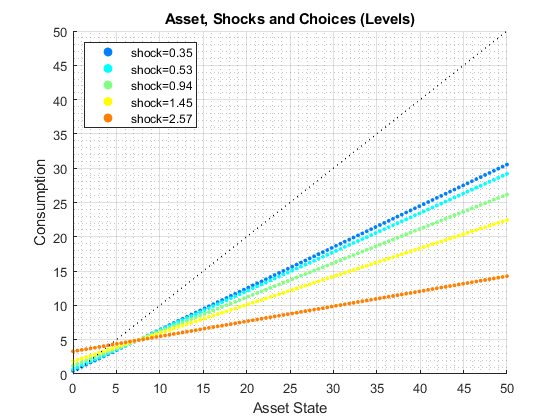 Asset, Shocks and Choices (Levels)
50
45
40
35
30
25
20
15
10
5
0
Consumption
shock=0.35
shock=0.53
shock=0.94
shock=1.45
shock=2.57
0 5 10 15 20 25 30 35 40 45 50
Asset State